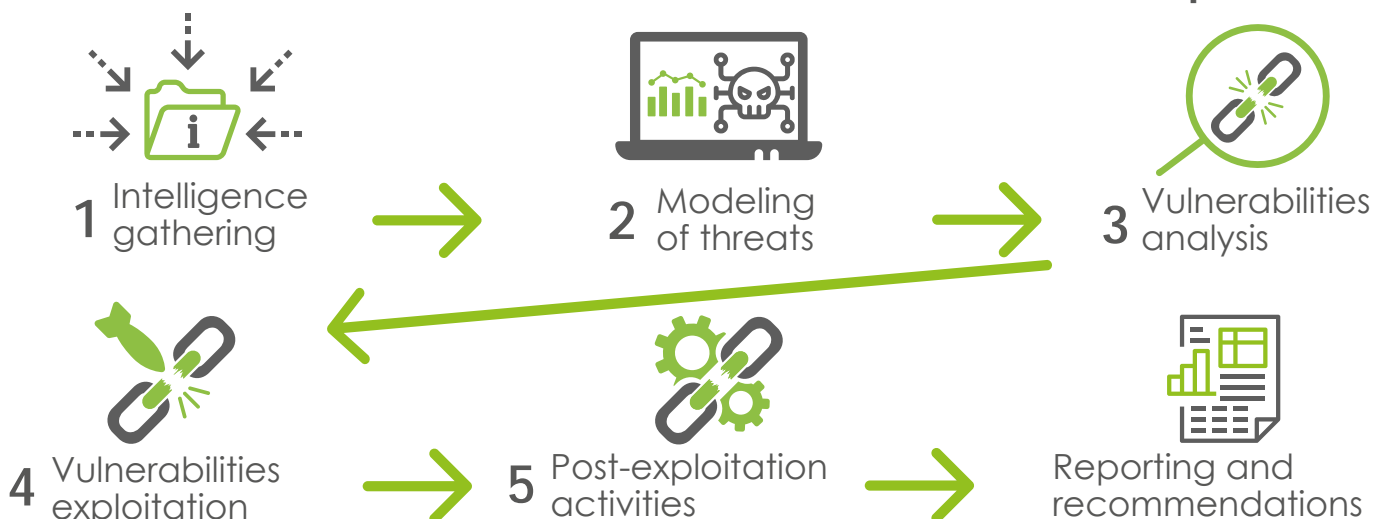 1 Intelligence
gathering
2 Modeling
of threats
3 Vulnerabilities
analysis
4 Vulnerabilities
exploitation
5 Post-exploitation
activities
Reporting and
recommendations